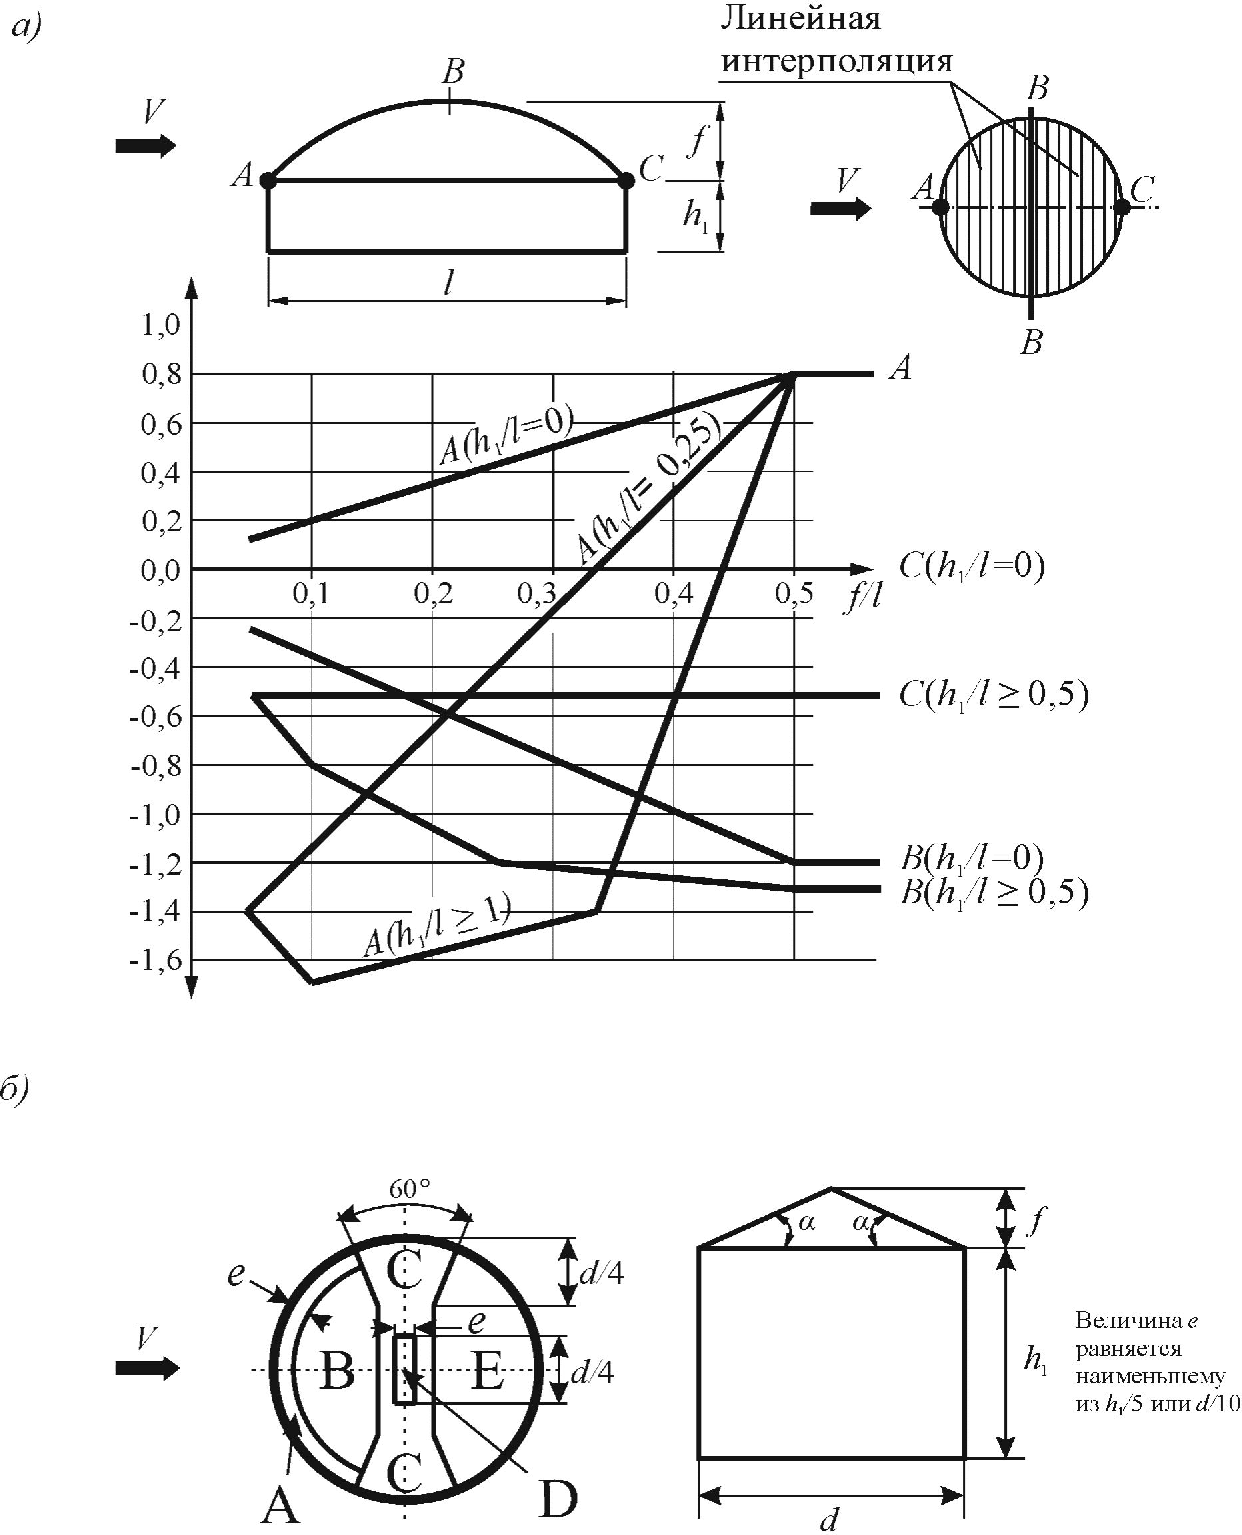 а)
Линейная
интерполяция
V
B
A
C
f
h₁
l
V
B
A
C
B
1,0
0,8
0,6
0,4
0,2
0,0
-0,2
-0,4
-0,6
-0,8
-1,0
-1,2
-1,4
-1,6
0,1
0,2
0,3
0,4
0,5
f/l
A(h₁/l=0)
A(h₁/l= 0,25)
A(h₁/l ≥ 1)
A
C(h₁/l=0)
C(h₁/l ≥ 0,5)
B(h₁/l–0)
B(h₁/l ≥ 0,5)
б)
60°
C
e
d/4
e
V
B
E
d/4
C
A
D
α
α
f
h₁
d
Величина e
равняется
наименьшему
из h₁/5 или d/10